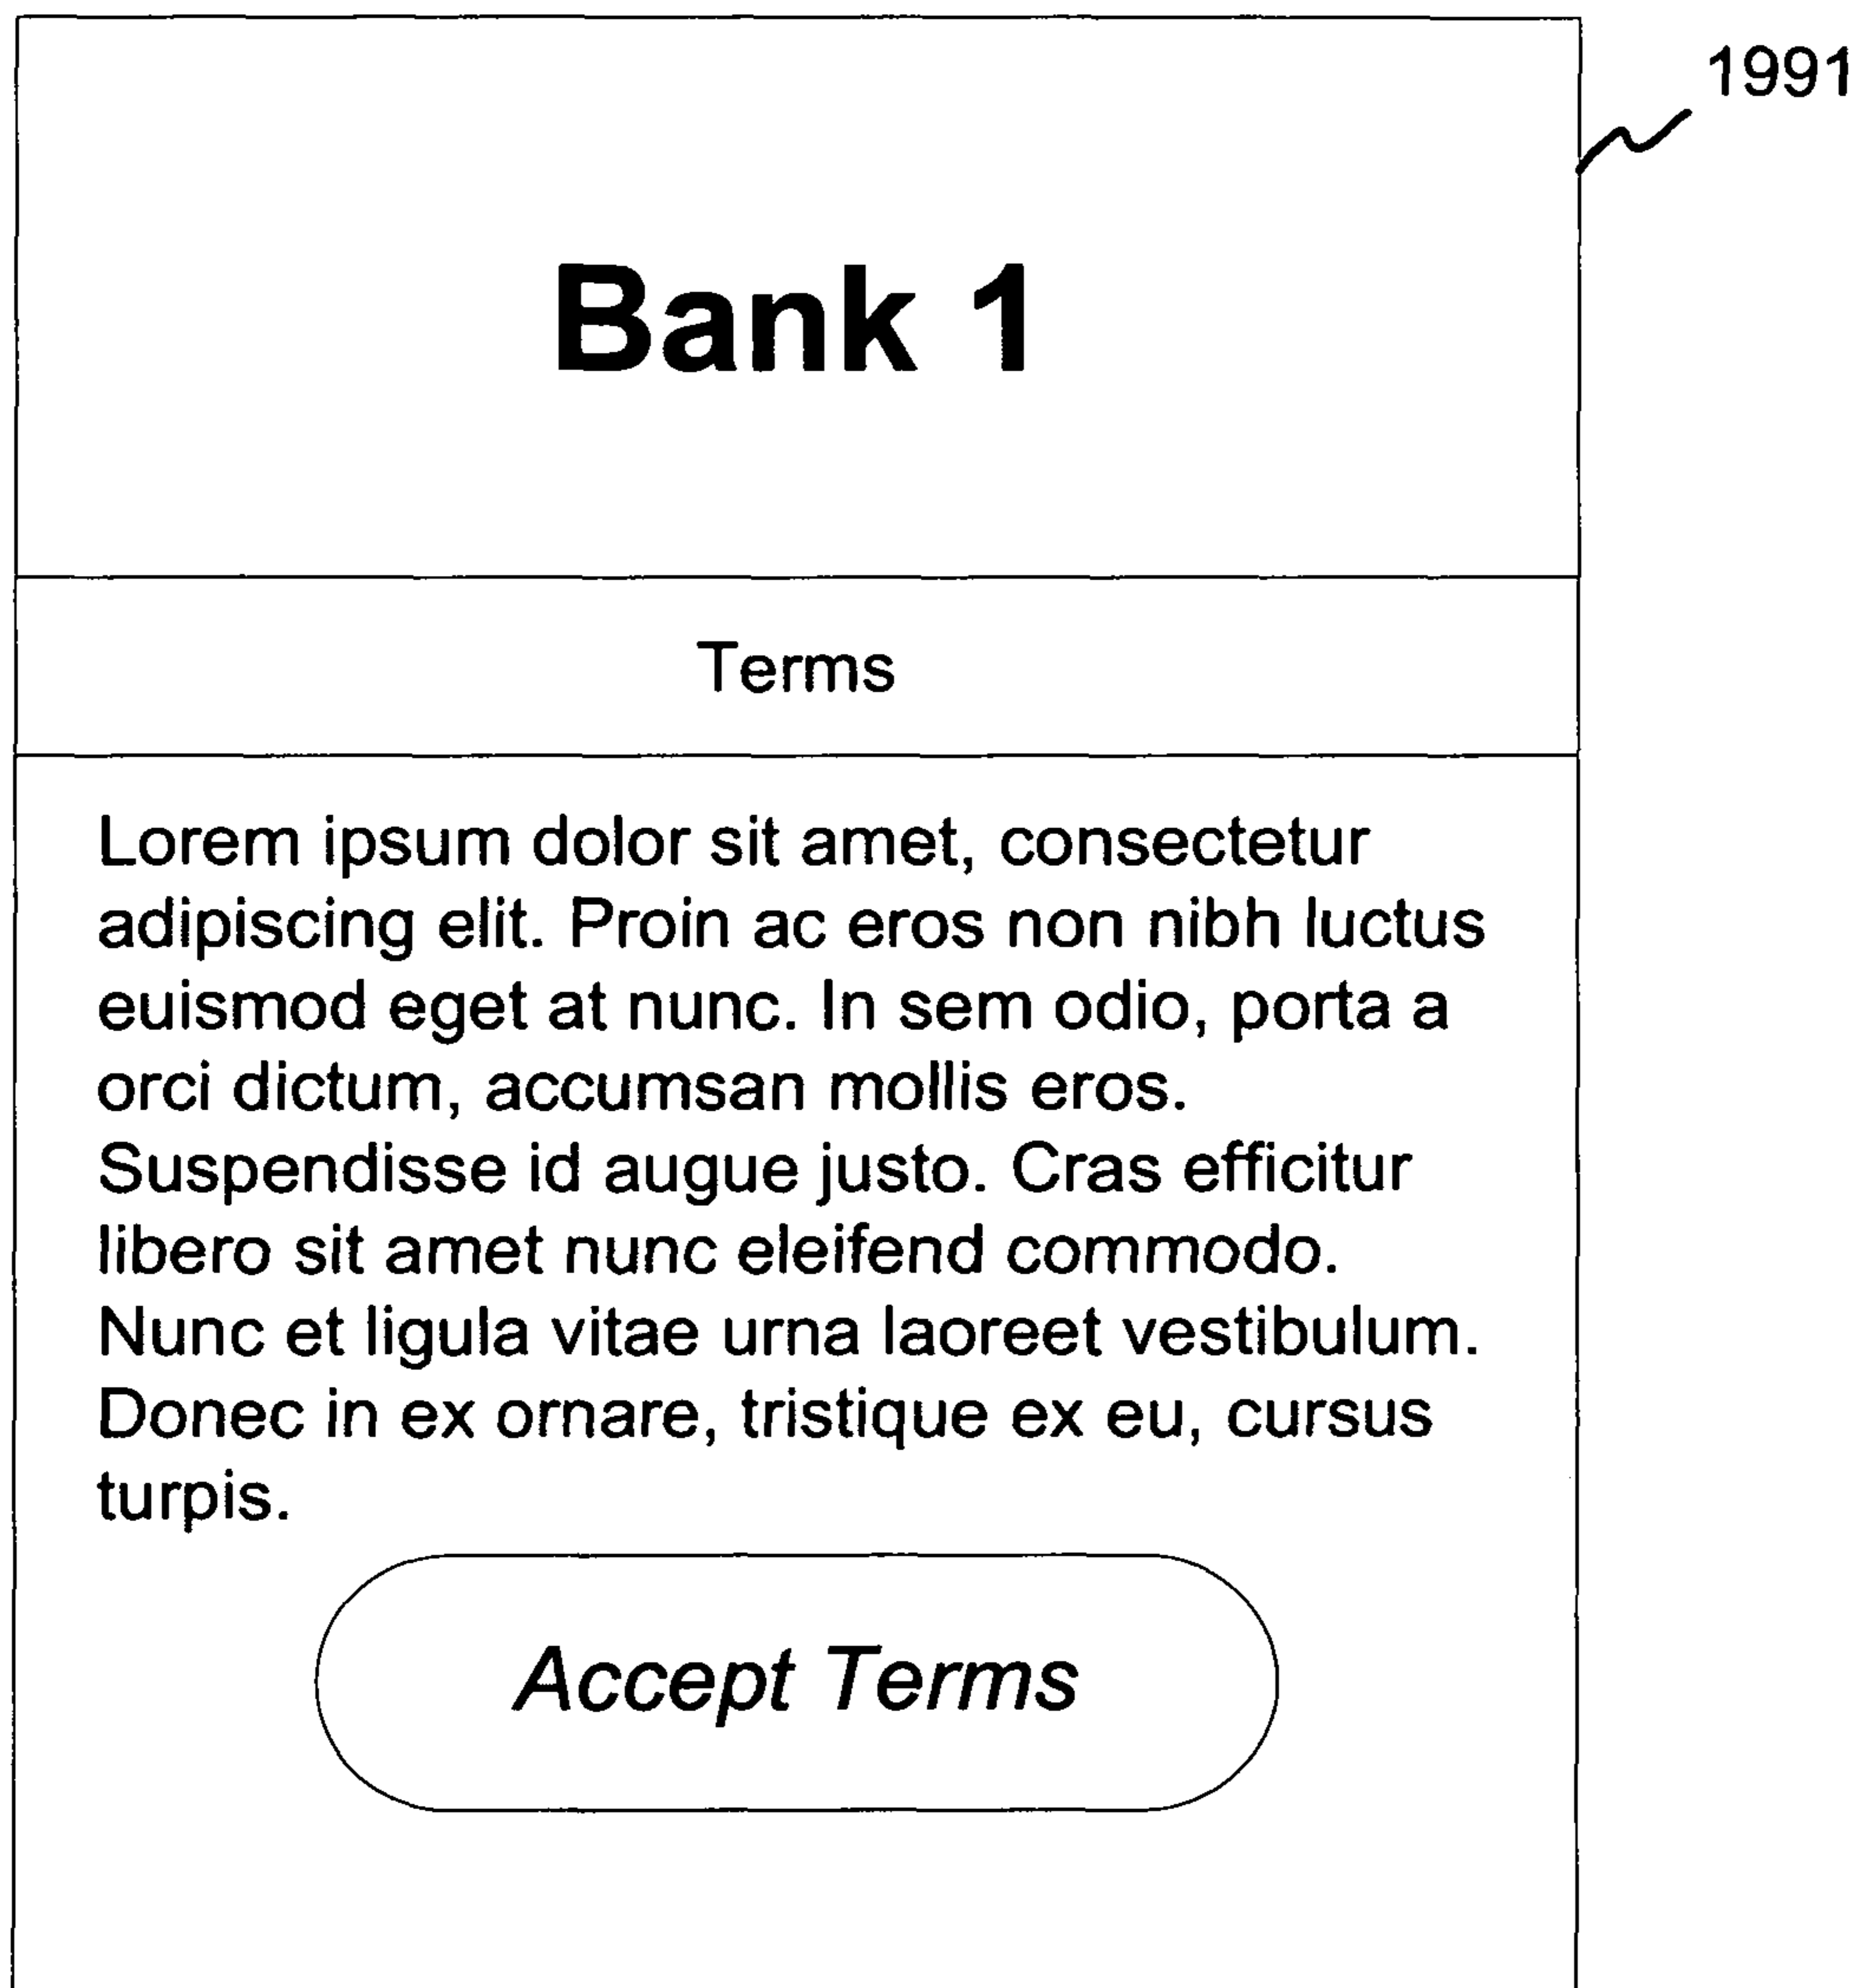 1991
Bank 1
Terms
Lorem ipsum dolor sit amet, consectetur
adipiscing elit. Proin ac eros non nibh luctus
euismod eget at nunc. In sem odio, porta a
orci dictum, accumsan mollis eros.
Suspendisse id augue justo. Cras efficitur
libero sit amet nunc eleifend commodo.
Nunc et ligula vitae urna laoreet vestibulum.
Donec in ex ornare, tristique ex eu, cursus
turpis.
Accept Terms